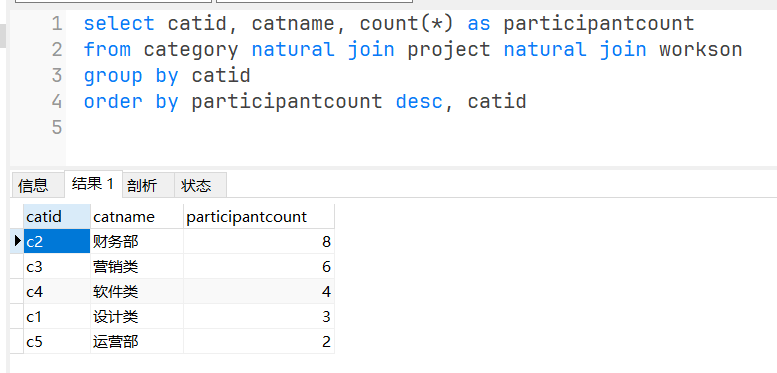 1 select catid, catname, count(*) as participantcount
2 from category natural join project natural join workson
3 group by catid
4 order by participantcount desc, catid
5
信息 结果 1 剖析 状态
catid catname participantcount
c2 财务部 8
c3 营销类 6
c4 软件类 4
c1 设计类 3
c5 运营部 2